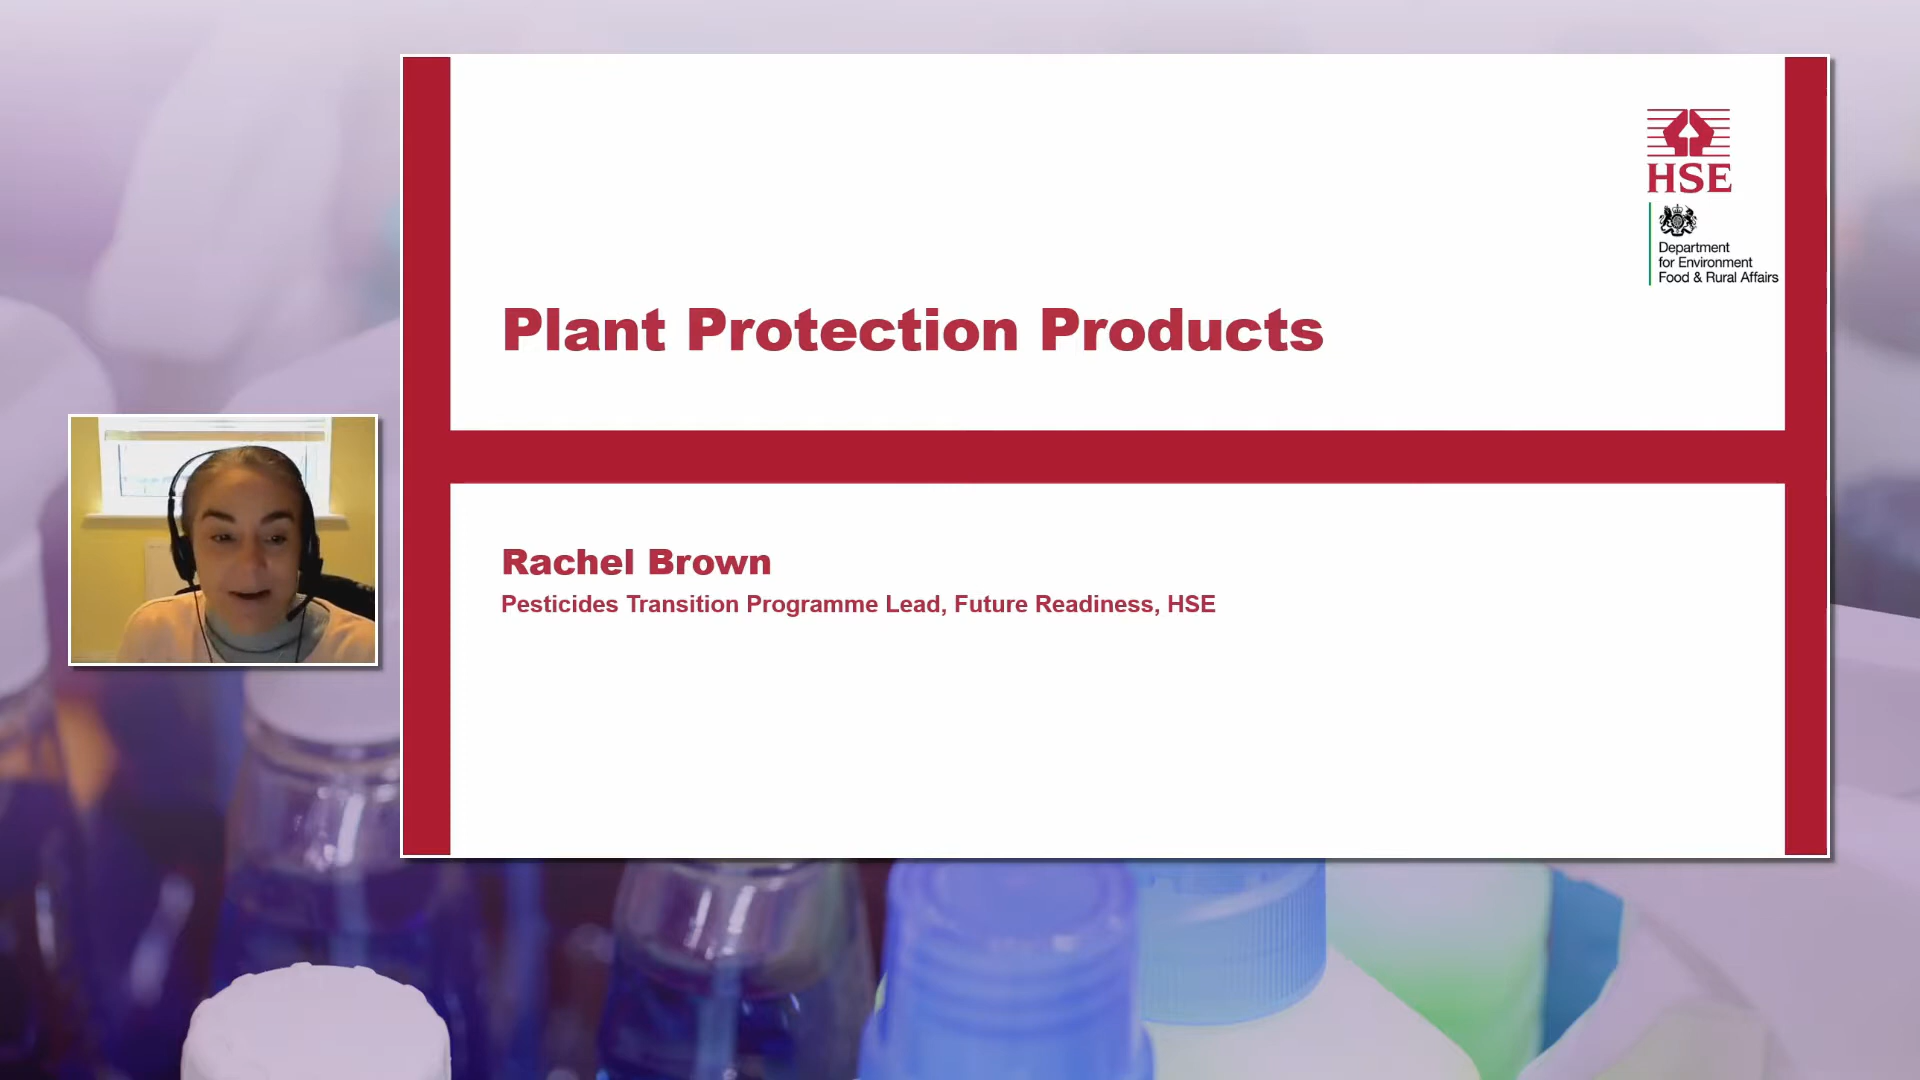 HSE
Department
for Environment
Food & Rural Affairs
Plant Protection Products
Rachel Brown
Pesticides Transition Programme Lead, Future Readiness, HSE